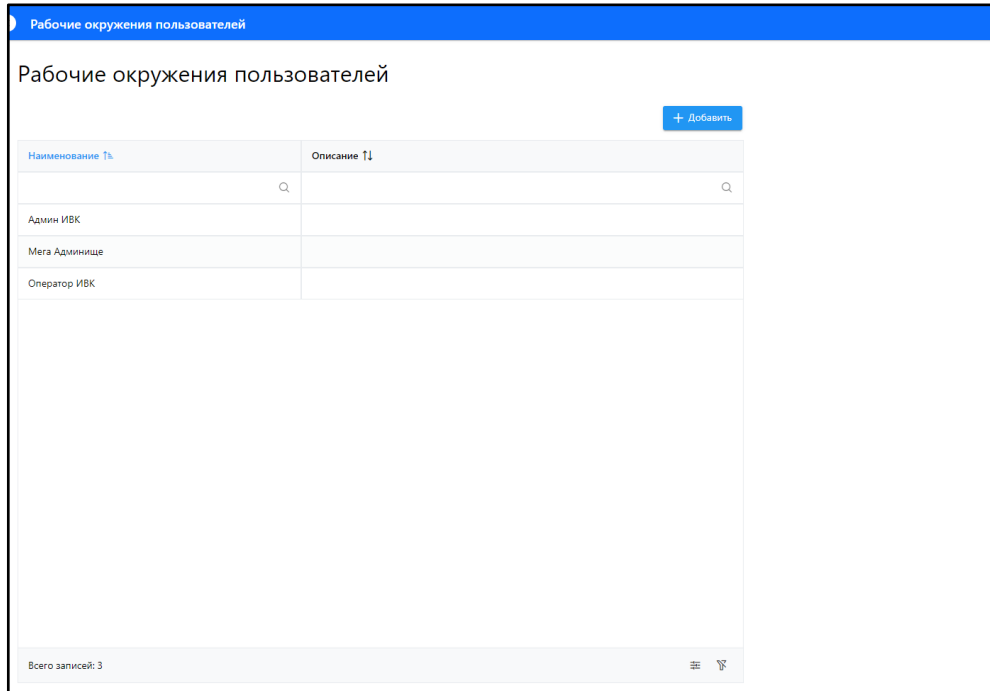 Рабочие окружения пользователей
Рабочие окружения пользователей
Добавить
Наименование Описание
Админ ИВК
Мега Админище
Оператор ИВК
Всего записей: 3